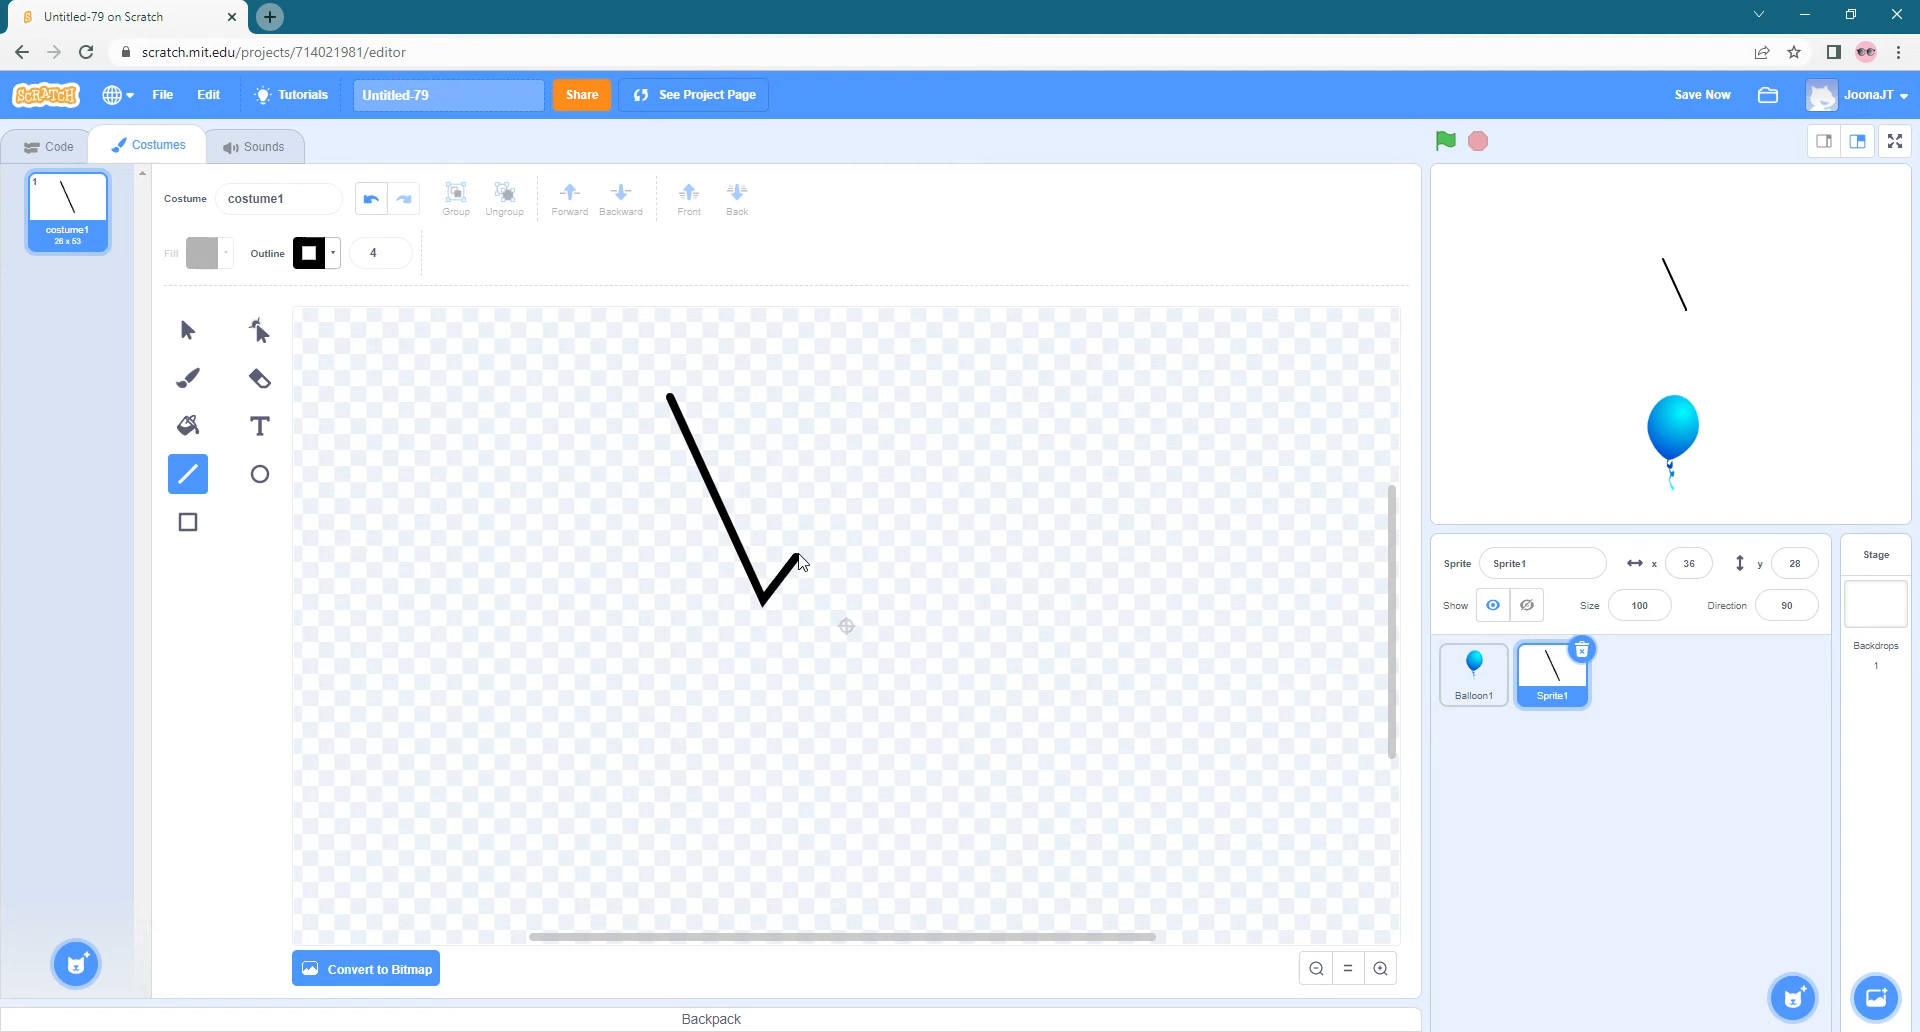 Untitled-79 on Scratch
scratch.mit.edu/projects/714021981/editor
SCRATCH
File
Edit
Tutorials
Untitled-79
Share
See Project Page
Save Now
JoonaJT
Code
Costumes
Sounds
1
costume1
26 x 53
Costume
costume1
Group
Ungroup
Forward
Backward
Front
Back
Fill
Outline
4
T
Convert to Bitmap
Backpack
Sprite
Sprite1
x
36
y
28
Show
Size
100
Direction
90
Balloon1
Sprite1
Stage
Backdrops
1